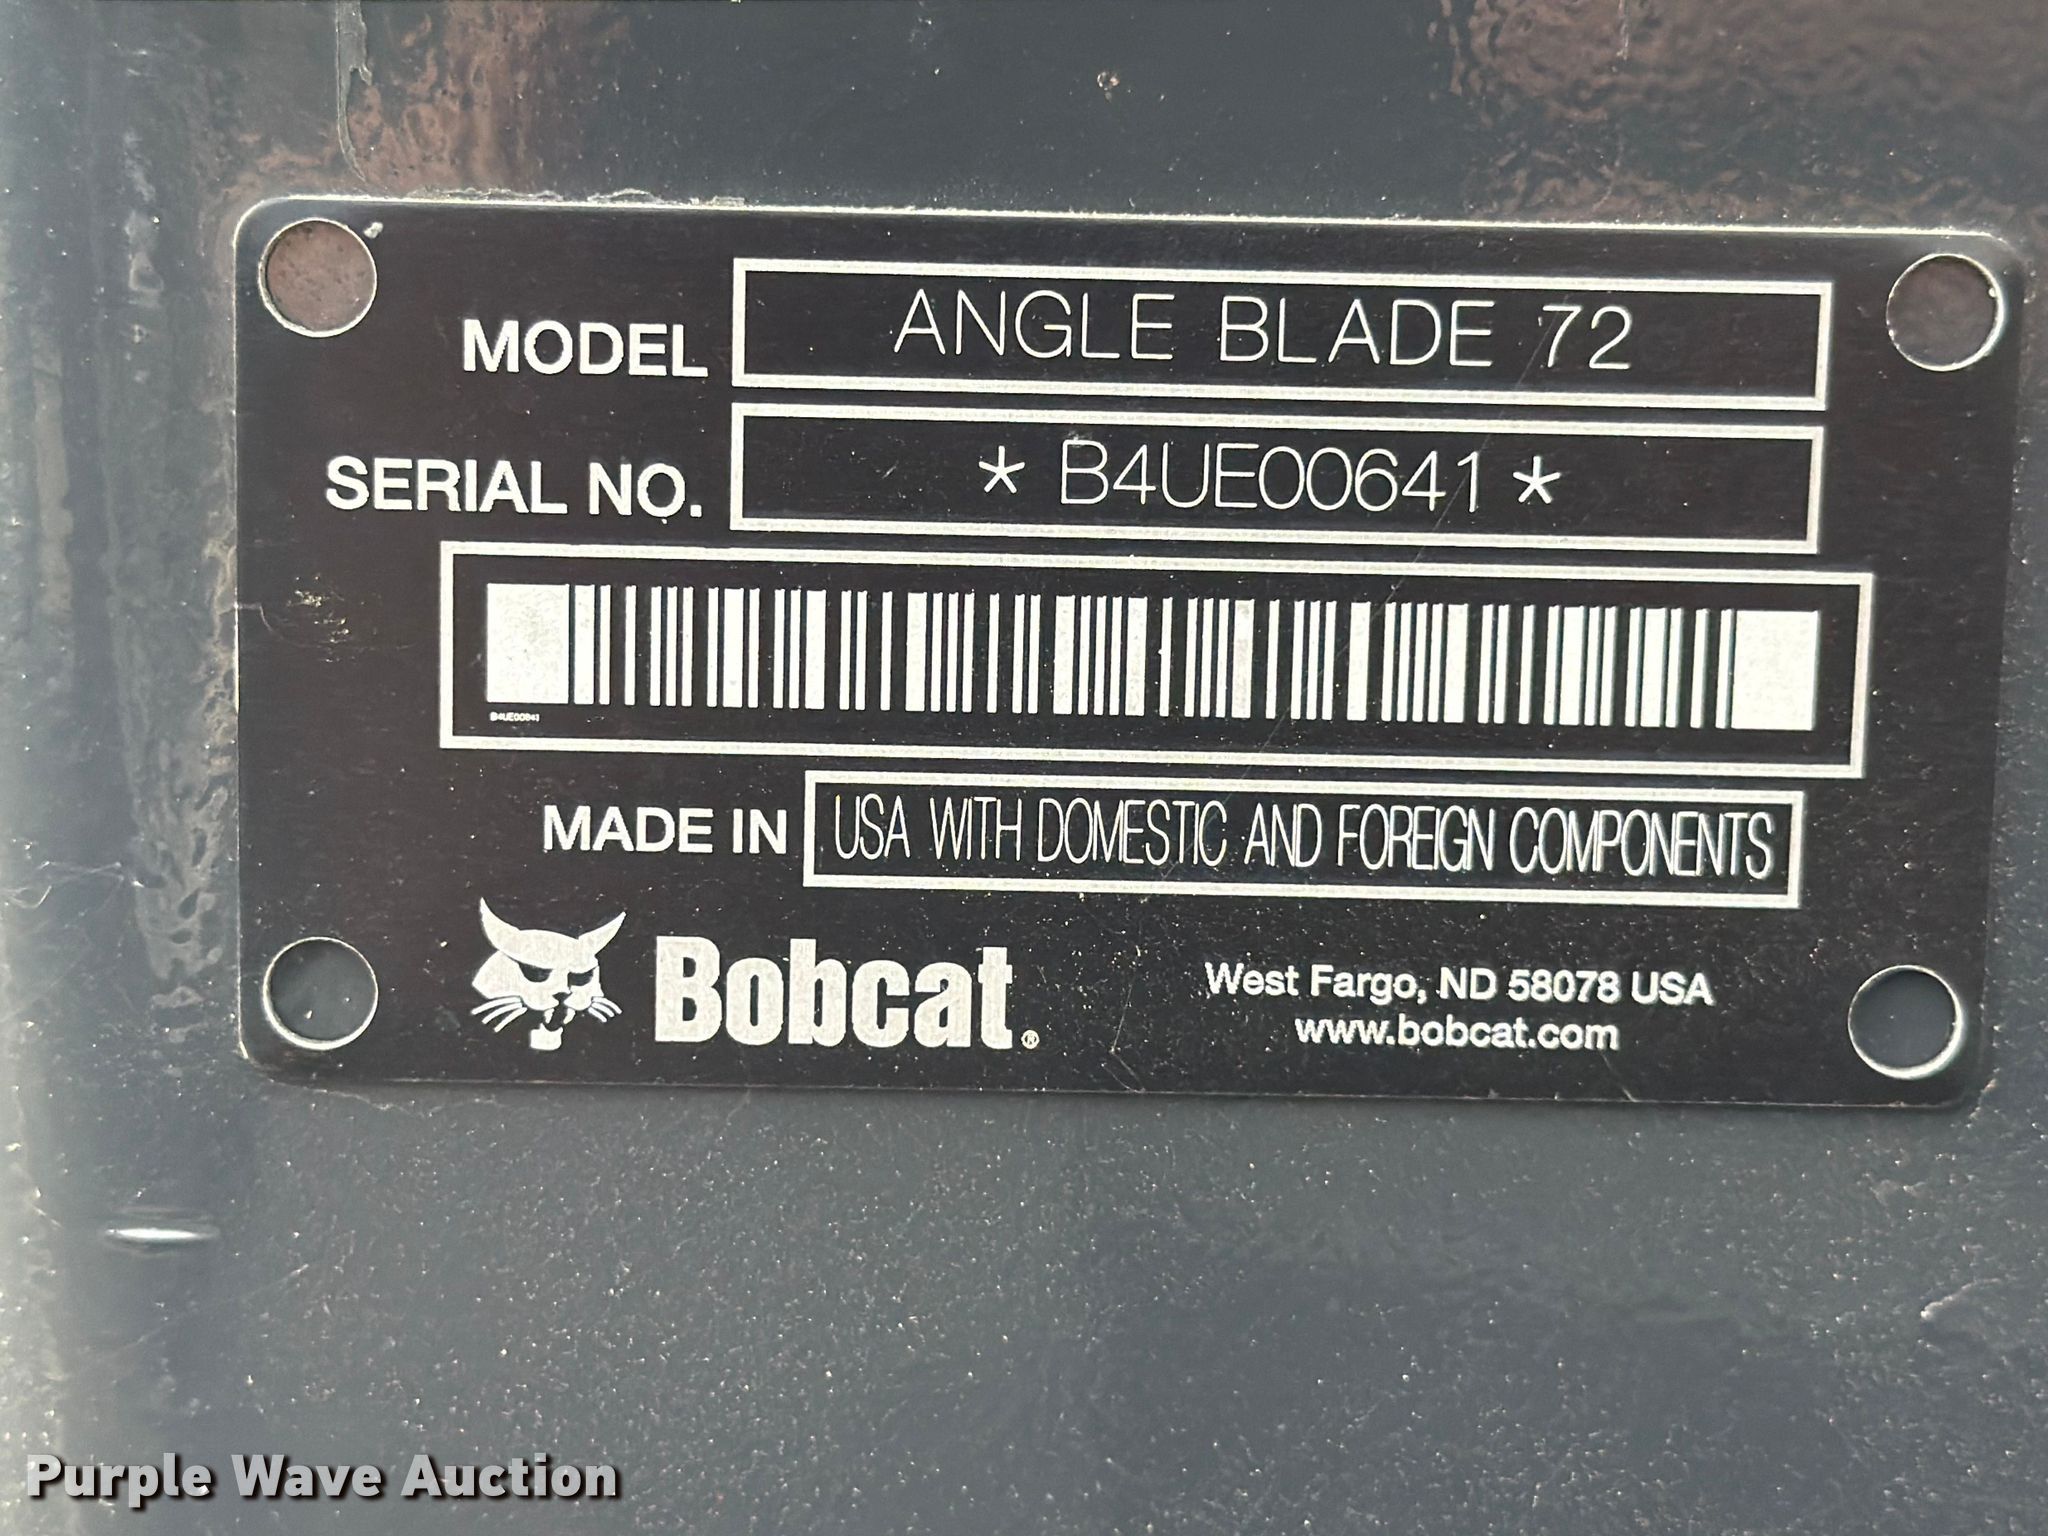 MODEL ANGLE BLADE 72
SERIAL NO. * B4UE00641 *
B4UE00641
MADE IN USA WITH DOMESTIC AND FOREIGN COMPONENTS
Bobcat®
West Fargo, ND 58078 USA
www.bobcat.com
Purple Wave Auction